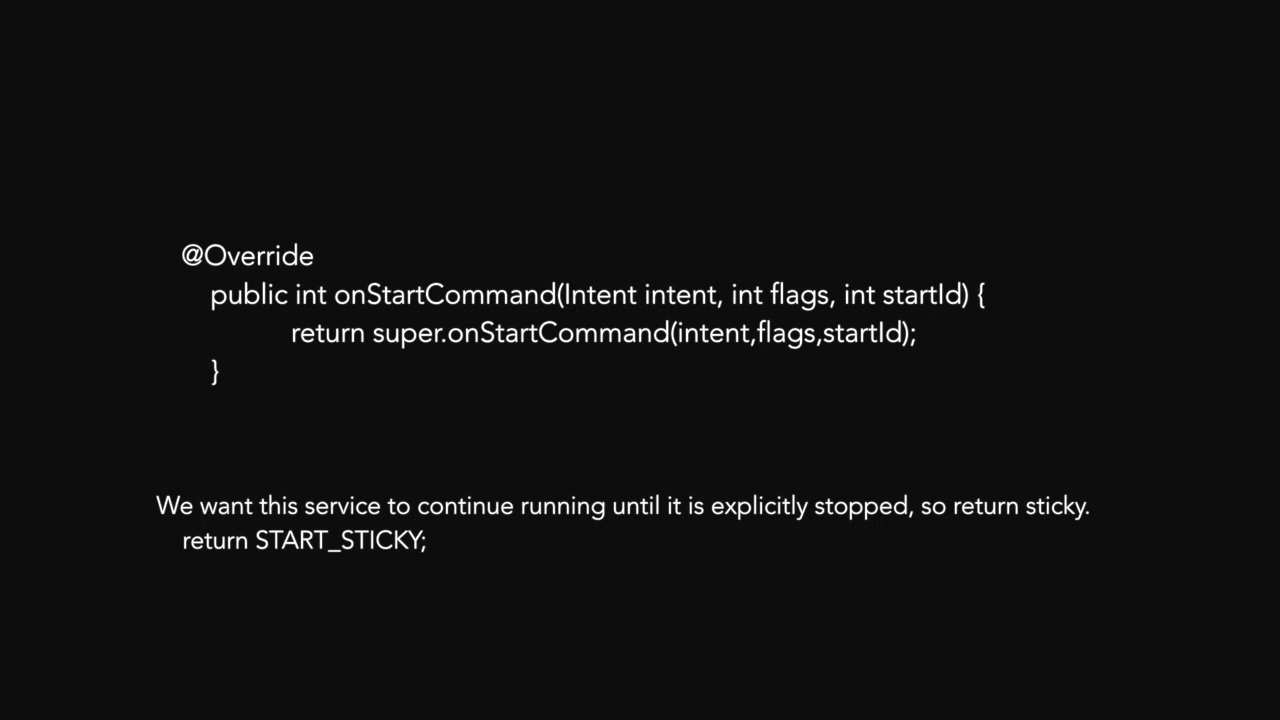 @Override
public int onStartCommand(Intent intent, int flags, int startId) {
return super.onStartCommand(intent,flags,startId);
}
We want this service to continue running until it is explicitly stopped, so return sticky.
return START_STICKY;